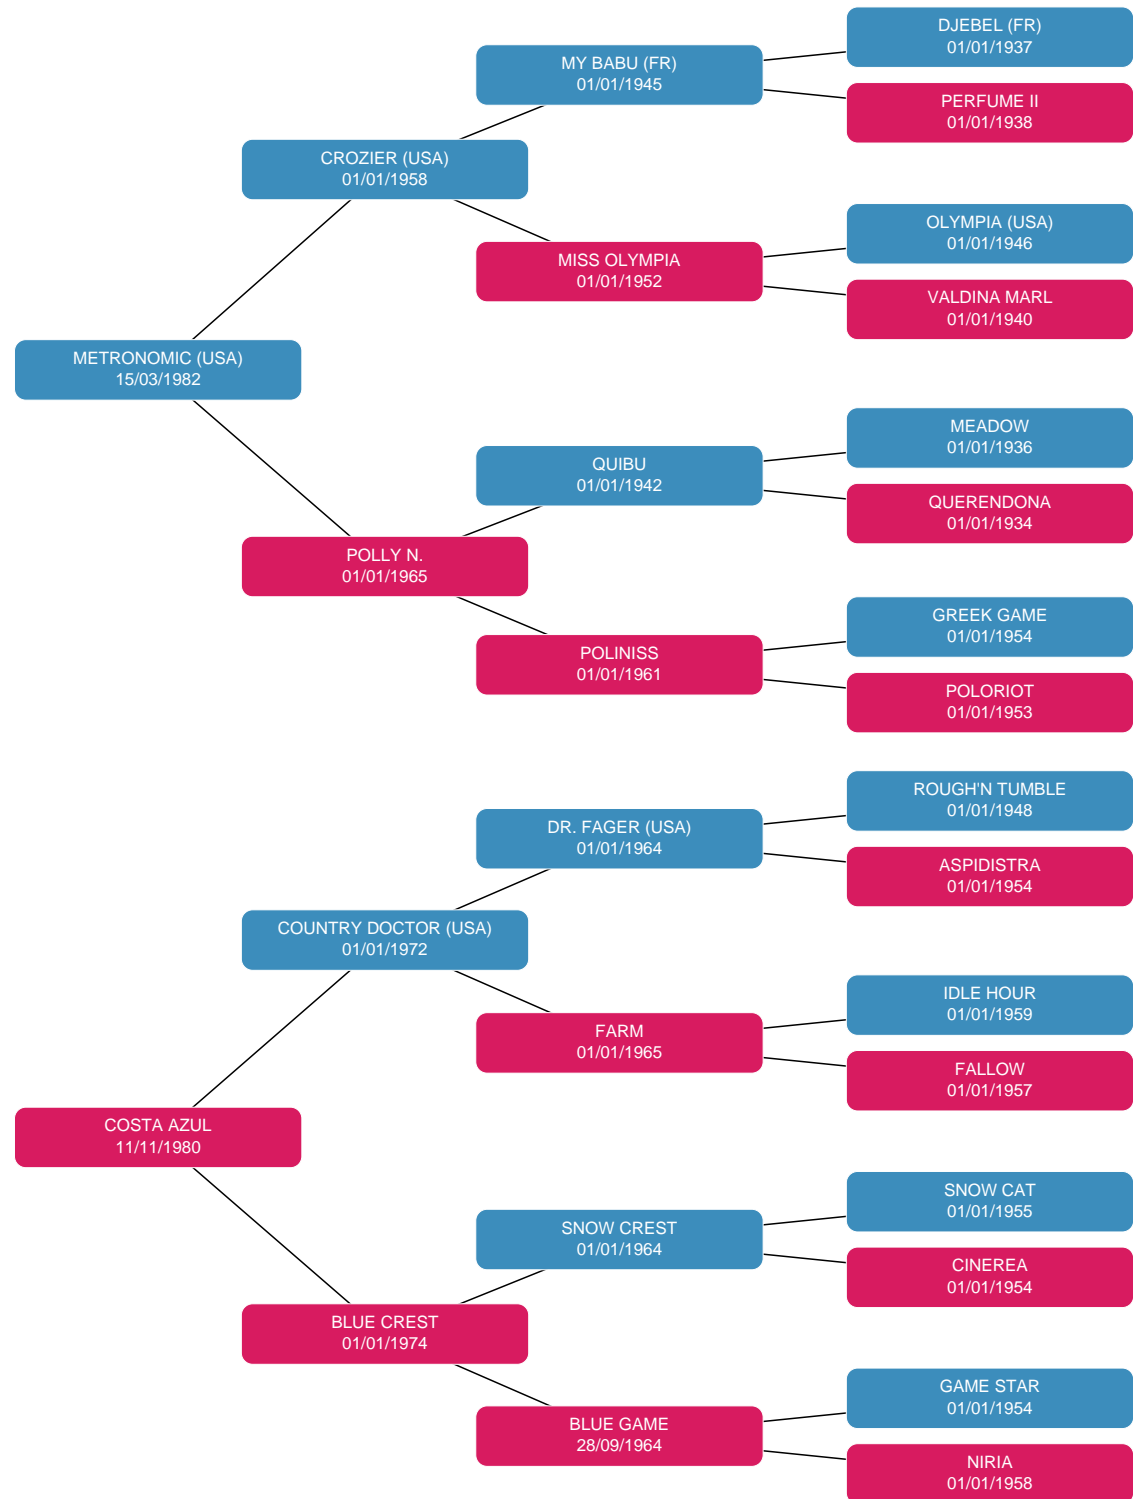 DJEBEL (FR)
01/01/1937
MY BABU (FR)
01/01/1945
PERFUME II
01/01/1938
CROZIER (USA)
01/01/1958
OLYMPIA (USA)
01/01/1946
MISS OLYMPIA
01/01/1952
VALDINA MARL
01/01/1940
METRONOMIC (USA)
15/03/1982
MEADOW
01/01/1936
QUIBU
01/01/1942
QUERENDONA
01/01/1934
POLLY N.
01/01/1965
GREEK GAME
01/01/1954
POLINISS
01/01/1961
POLORIOT
01/01/1953
ROUGH'N TUMBLE
01/01/1948
DR. FAGER (USA)
01/01/1964
ASPIDISTRA
01/01/1954
COUNTRY DOCTOR (USA)
01/01/1972
IDLE HOUR
01/01/1959
FARM
01/01/1965
FALLOW
01/01/1957
COSTA AZUL
11/11/1980
SNOW CAT
01/01/1955
SNOW CREST
01/01/1964
CINEREA
01/01/1954
BLUE CREST
01/01/1974
GAME STAR
01/01/1954
BLUE GAME
28/09/1964
NIRIA
01/01/1958